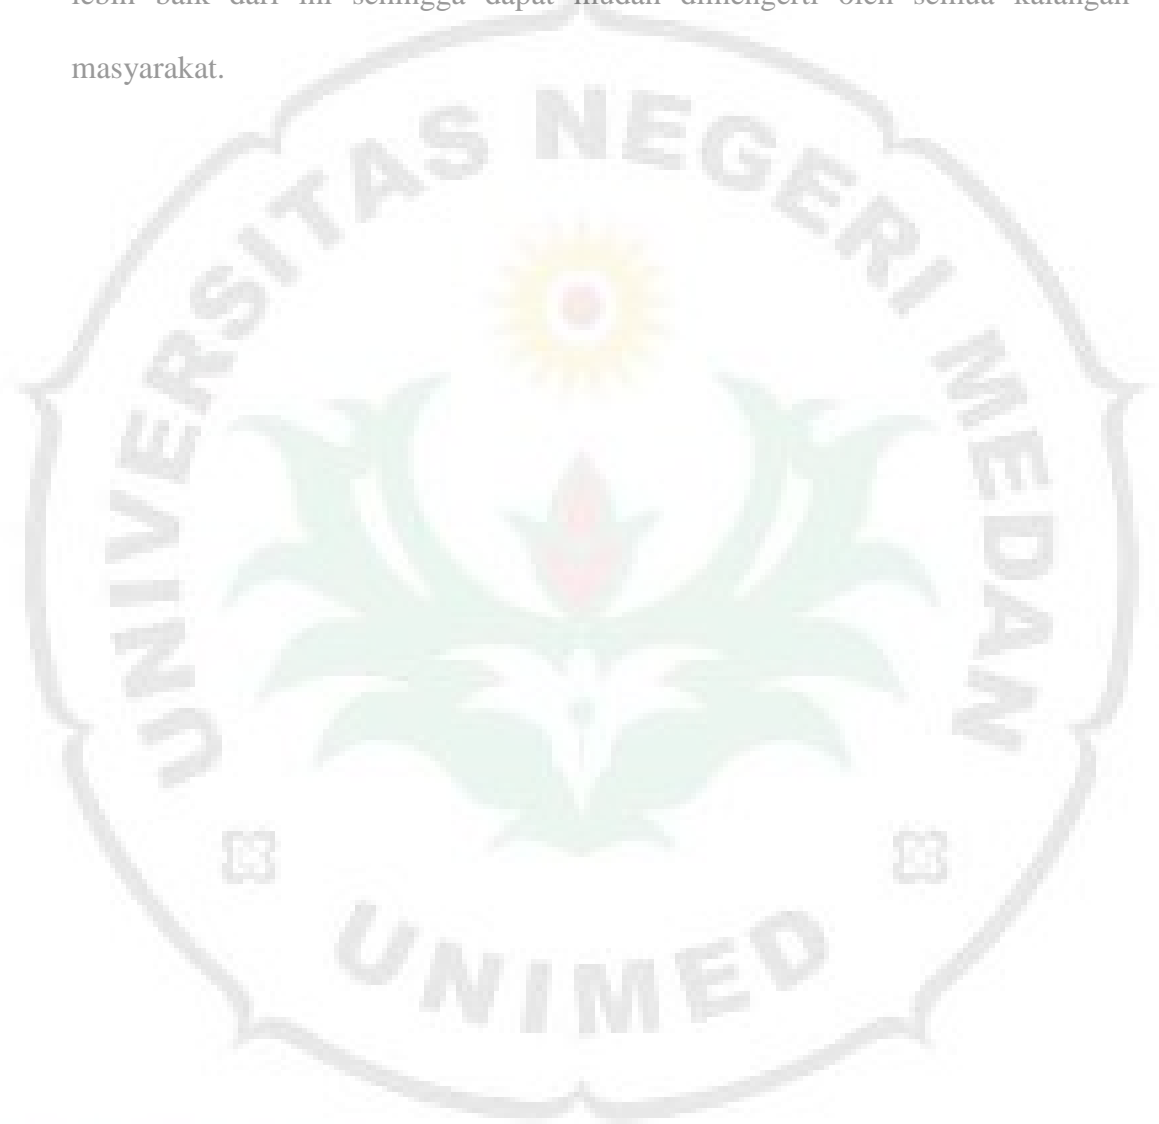 lebih baik dari ini sehingga dapat mudah dimengerti oleh semua kalangan
masyarakat.
UNIVERSITAS NEGERI MEDAN
UNIMED